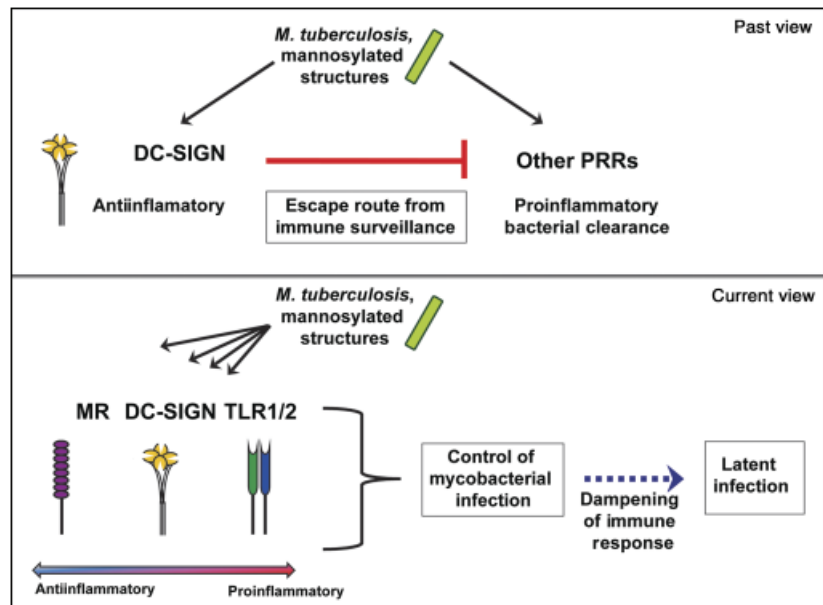 Past view
M. tuberculosis,
mannosylated
structures
DC-SIGN
Other PRRs
Antiinflamatory
Escape route from
immune surveillance
Proinflammatory
bacterial clearance
Current view
M. tuberculosis,
mannosylated
structures
MR DC-SIGN TLR1/2
Control of
mycobacterial
infection
Dampening
of immune
response
Latent
infection
Antiinflammatory
Proinflammatory